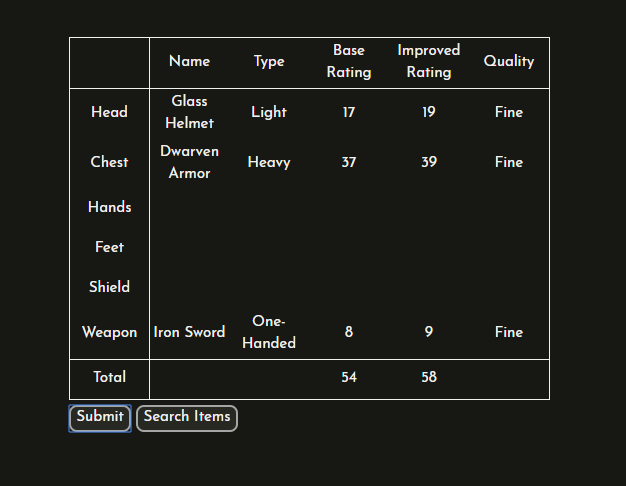 Name Type Base Rating Improved Rating Quality
Head Glass Helmet Light 17 19 Fine
Chest Dwarven Armor Heavy 37 39 Fine
Hands
Feet
Shield
Weapon Iron Sword One-Handed 8 9 Fine
Total 54 58
Submit Search Items